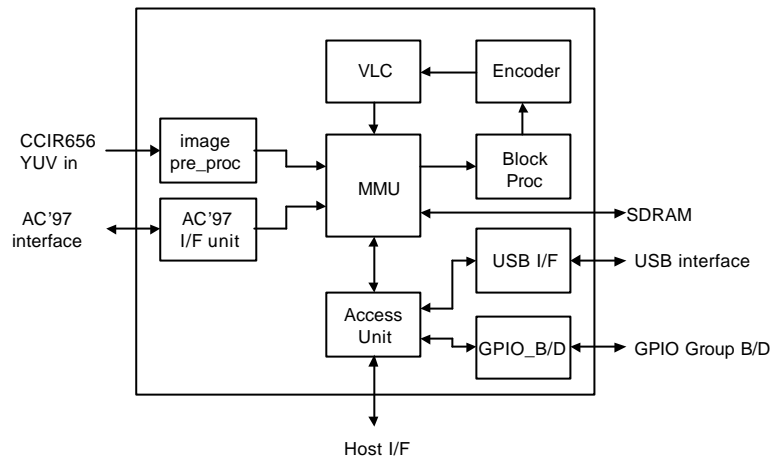 VLC
Encoder
CCIR656
YUV in
image
pre_proc
MMU
Block
Proc
AC'97
interface
AC'97
I/F unit
SDRAM
USB I/F
USB interface
Access
Unit
GPIO_B/D
GPIO Group B/D
Host I/F